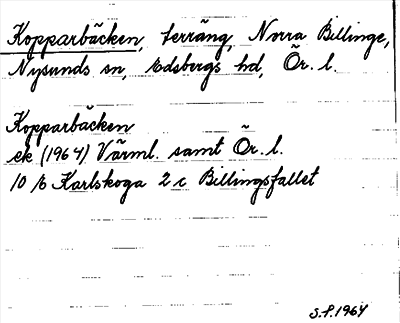 Kopparbäcken, terräng, Norra Billinge,
Nysunds sn, Edsbergs hd, Ör. l.
Kopparbäcken
ek (1964) Värml. samt Ör. l.
10 E Karlskoga 2 c Billingsfallet
S.P. 1964